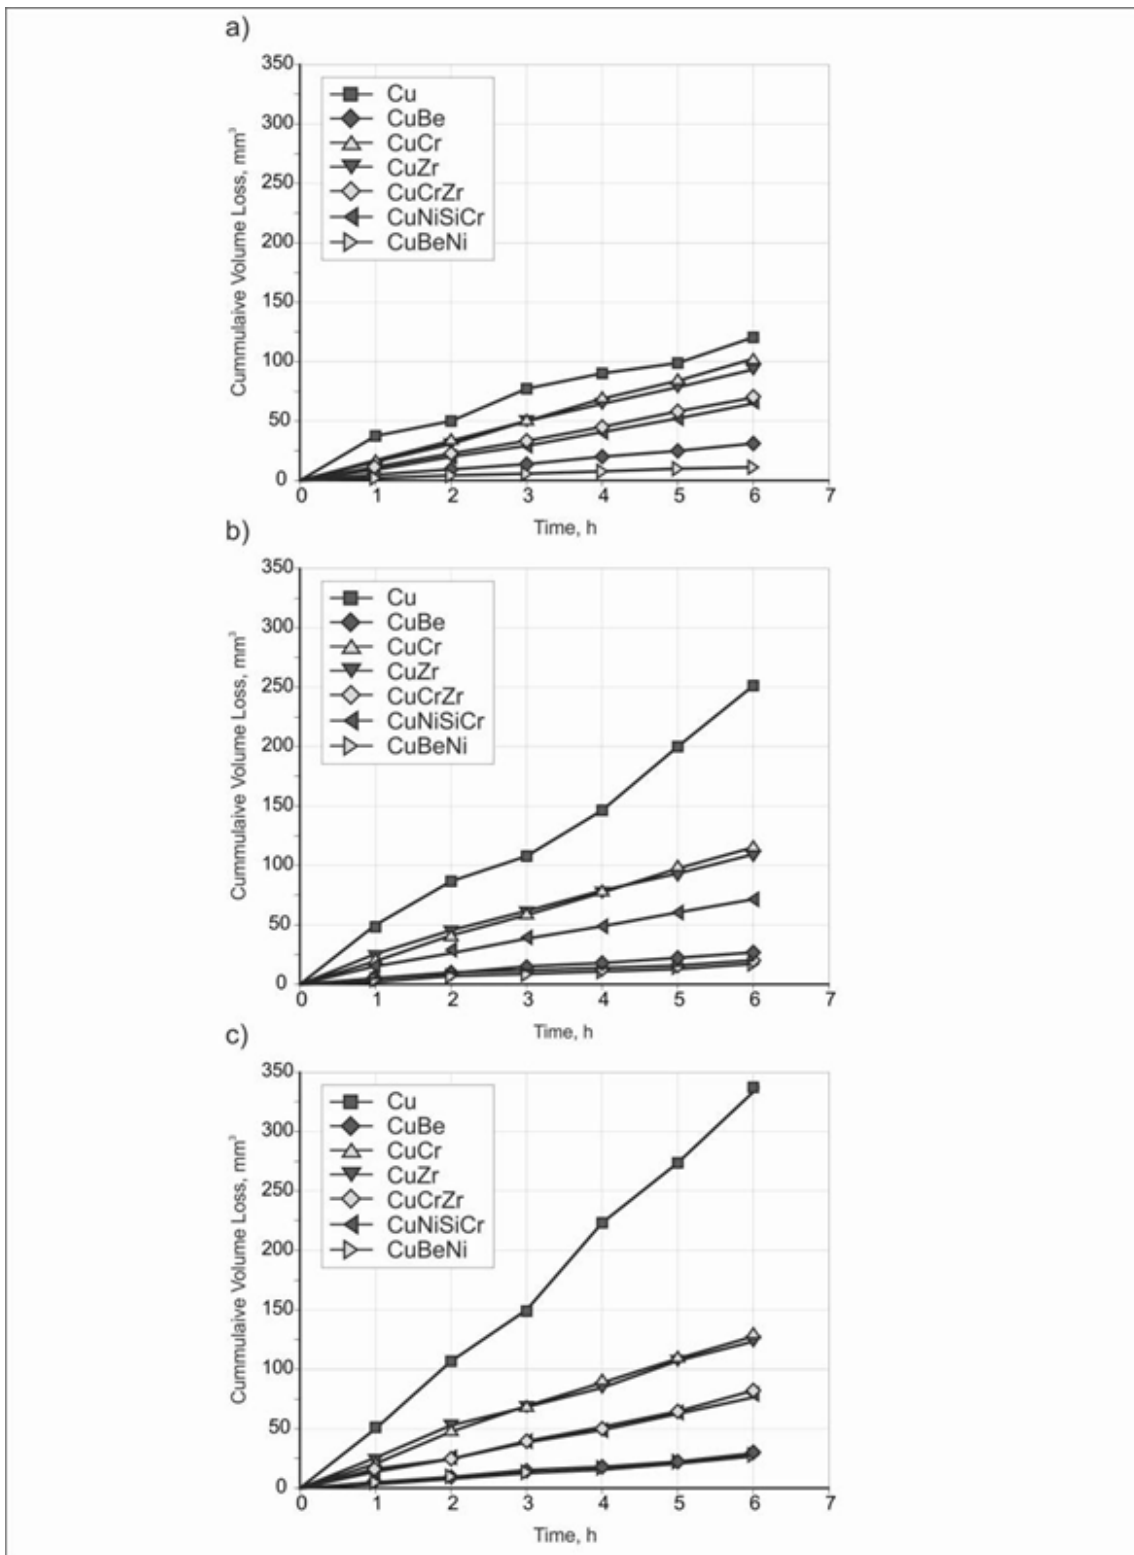 a)
Cummulaive Volume Loss, mm³
350
300
250
200
150
100
50
0
Cu
CuBe
CuCr
CuZr
CuCrZr
CuNiSiCr
CuBeNi
0 1 2 3 4 5 6 7
Time, h
b)
Cummulaive Volume Loss, mm³
350
300
250
200
150
100
50
0
Cu
CuBe
CuCr
CuZr
CuCrZr
CuNiSiCr
CuBeNi
0 1 2 3 4 5 6 7
Time, h
c)
Cummulaive Volume Loss, mm³
350
300
250
200
150
100
50
0
Cu
CuBe
CuCr
CuZr
CuCrZr
CuNiSiCr
CuBeNi
0 1 2 3 4 5 6 7
Time, h